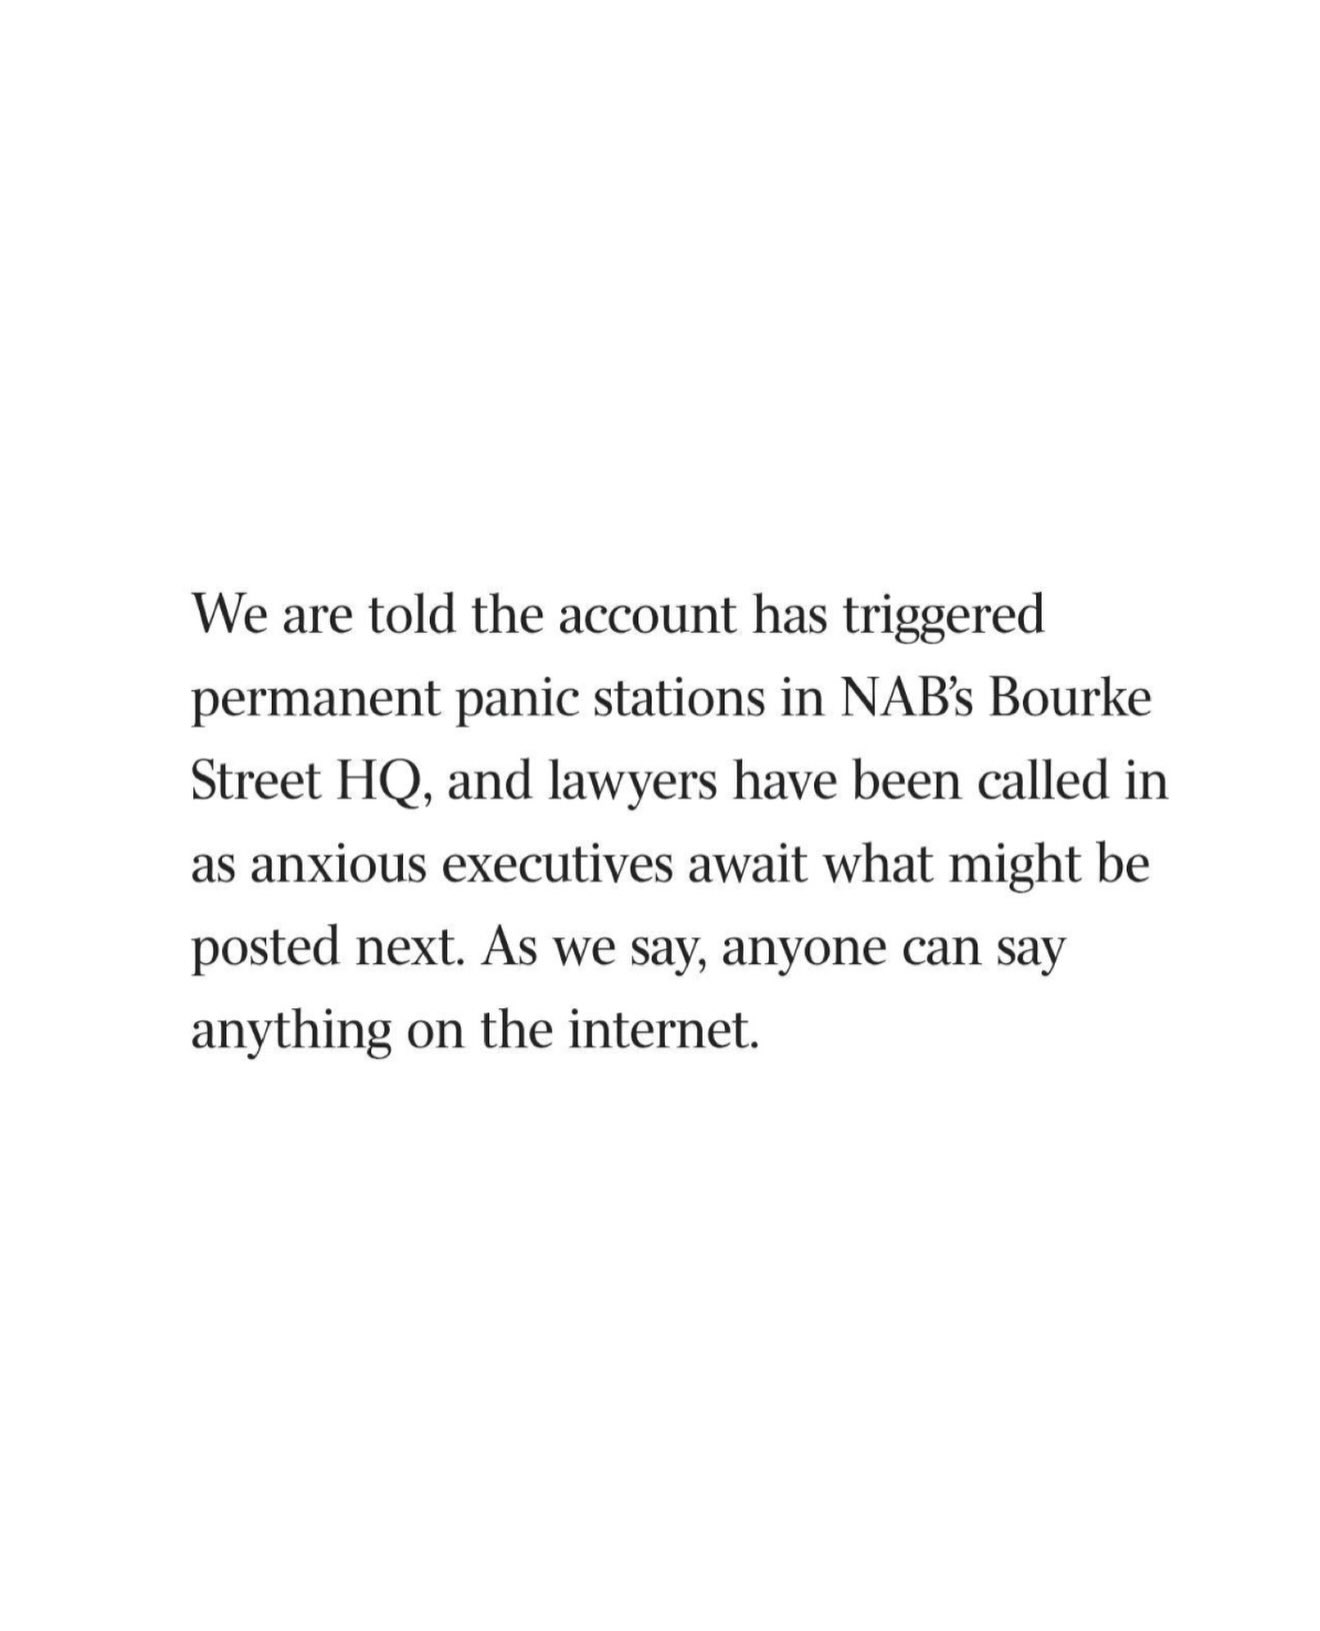 We are told the account has triggered
permanent panic stations in NAB’s Bourke
Street HQ, and lawyers have been called in
as anxious executives await what might be
posted next. As we say, anyone can say
anything on the internet.